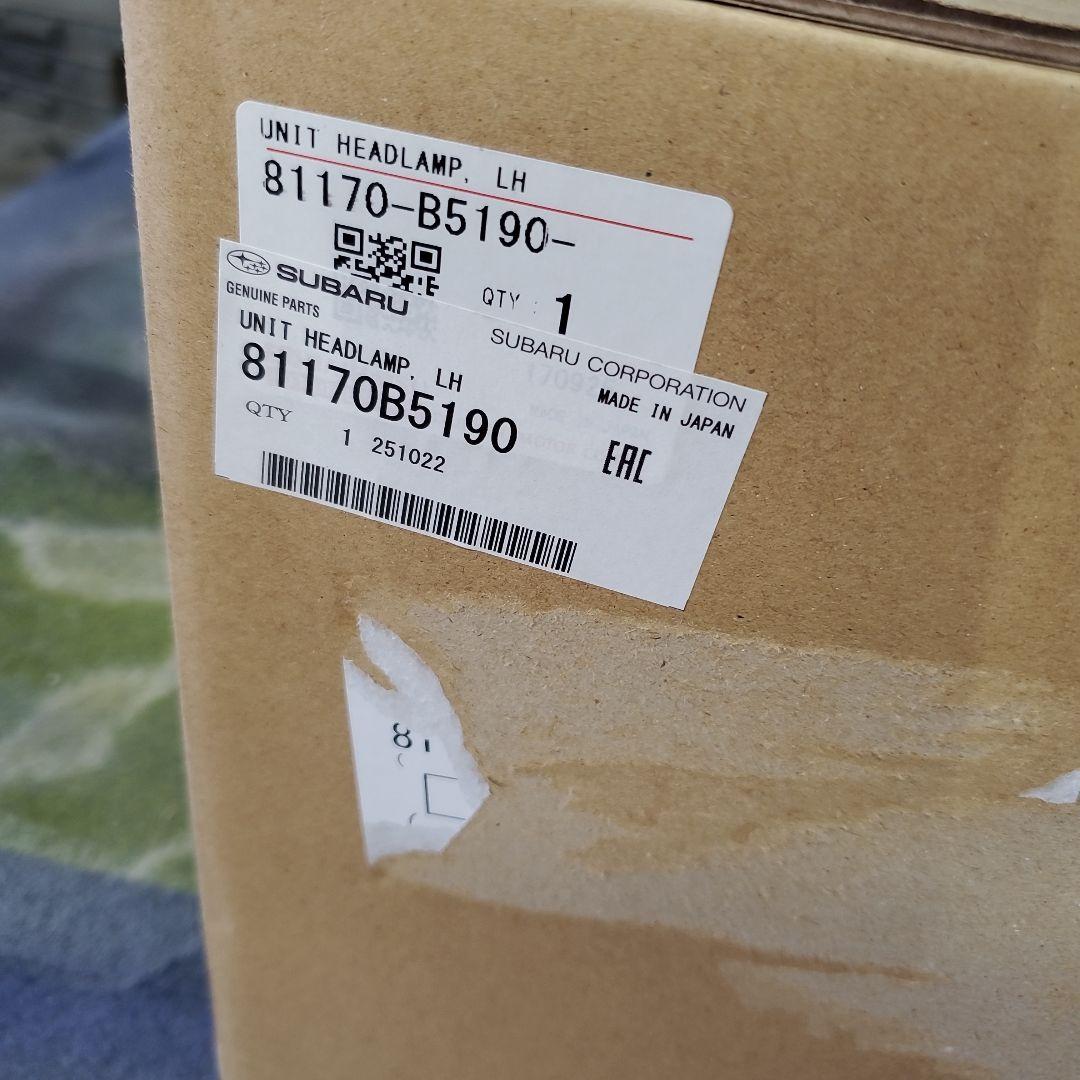 UNIT HEADLAMP, LH
81170-B5190-
QTY : 1
SUBARU
GENUINE PARTS
SUBARU CORPORATION
UNIT HEADLAMP, LH
MADE IN JAPAN
81170B5190
EAC
QTY
1 251022
81